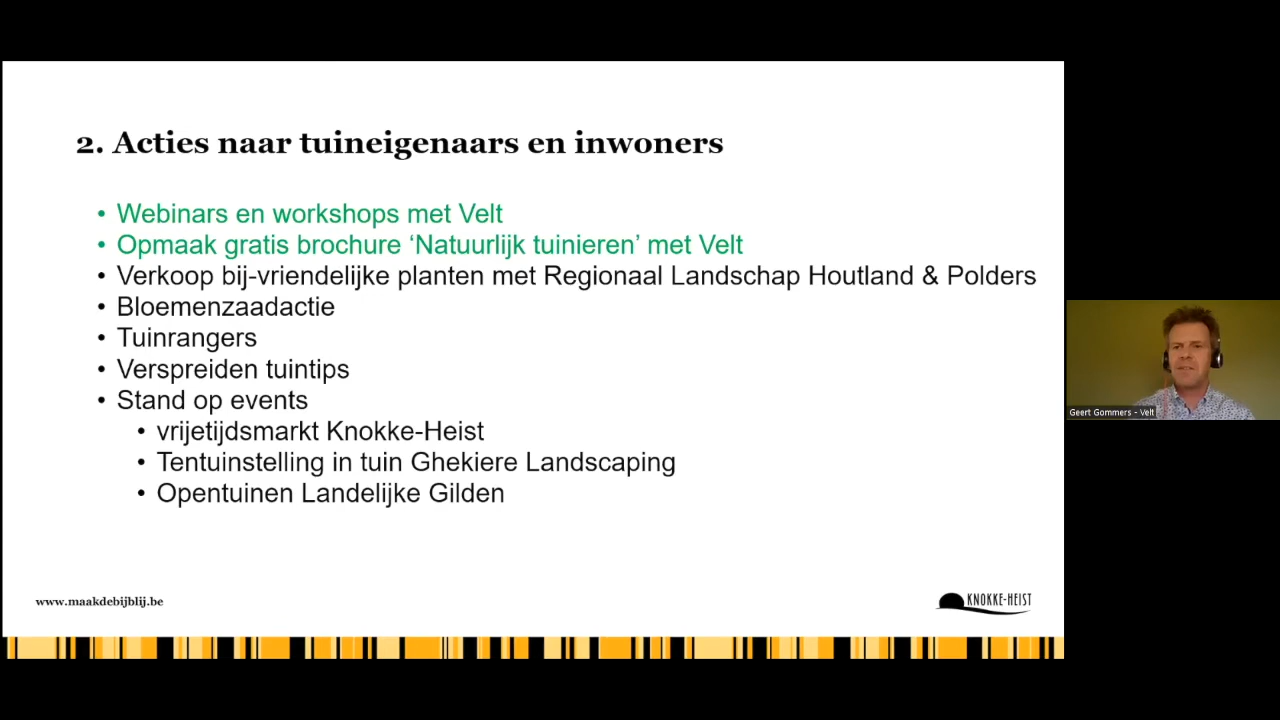 2. Acties naar tuineigenaars en inwoners
• Webinars en workshops met Velt
• Opmaak gratis brochure ‘Natuurlijk tuinieren’ met Velt
• Verkoop bij-vriendelijke planten met Regionaal Landschap Houtland & Polders
• Bloemenzaadactie
• Tuinrangers
• Verspreiden tuintips
• Stand op events
• vrijetijdsmarkt Knokke-Heist
• Tentuinstelling in tuin Ghekiere Landscaping
• Opentuinen Landelijke Gilden
www.maakdebijblij.be
KNOKKE-HEIST
Geert Gommers - Velt